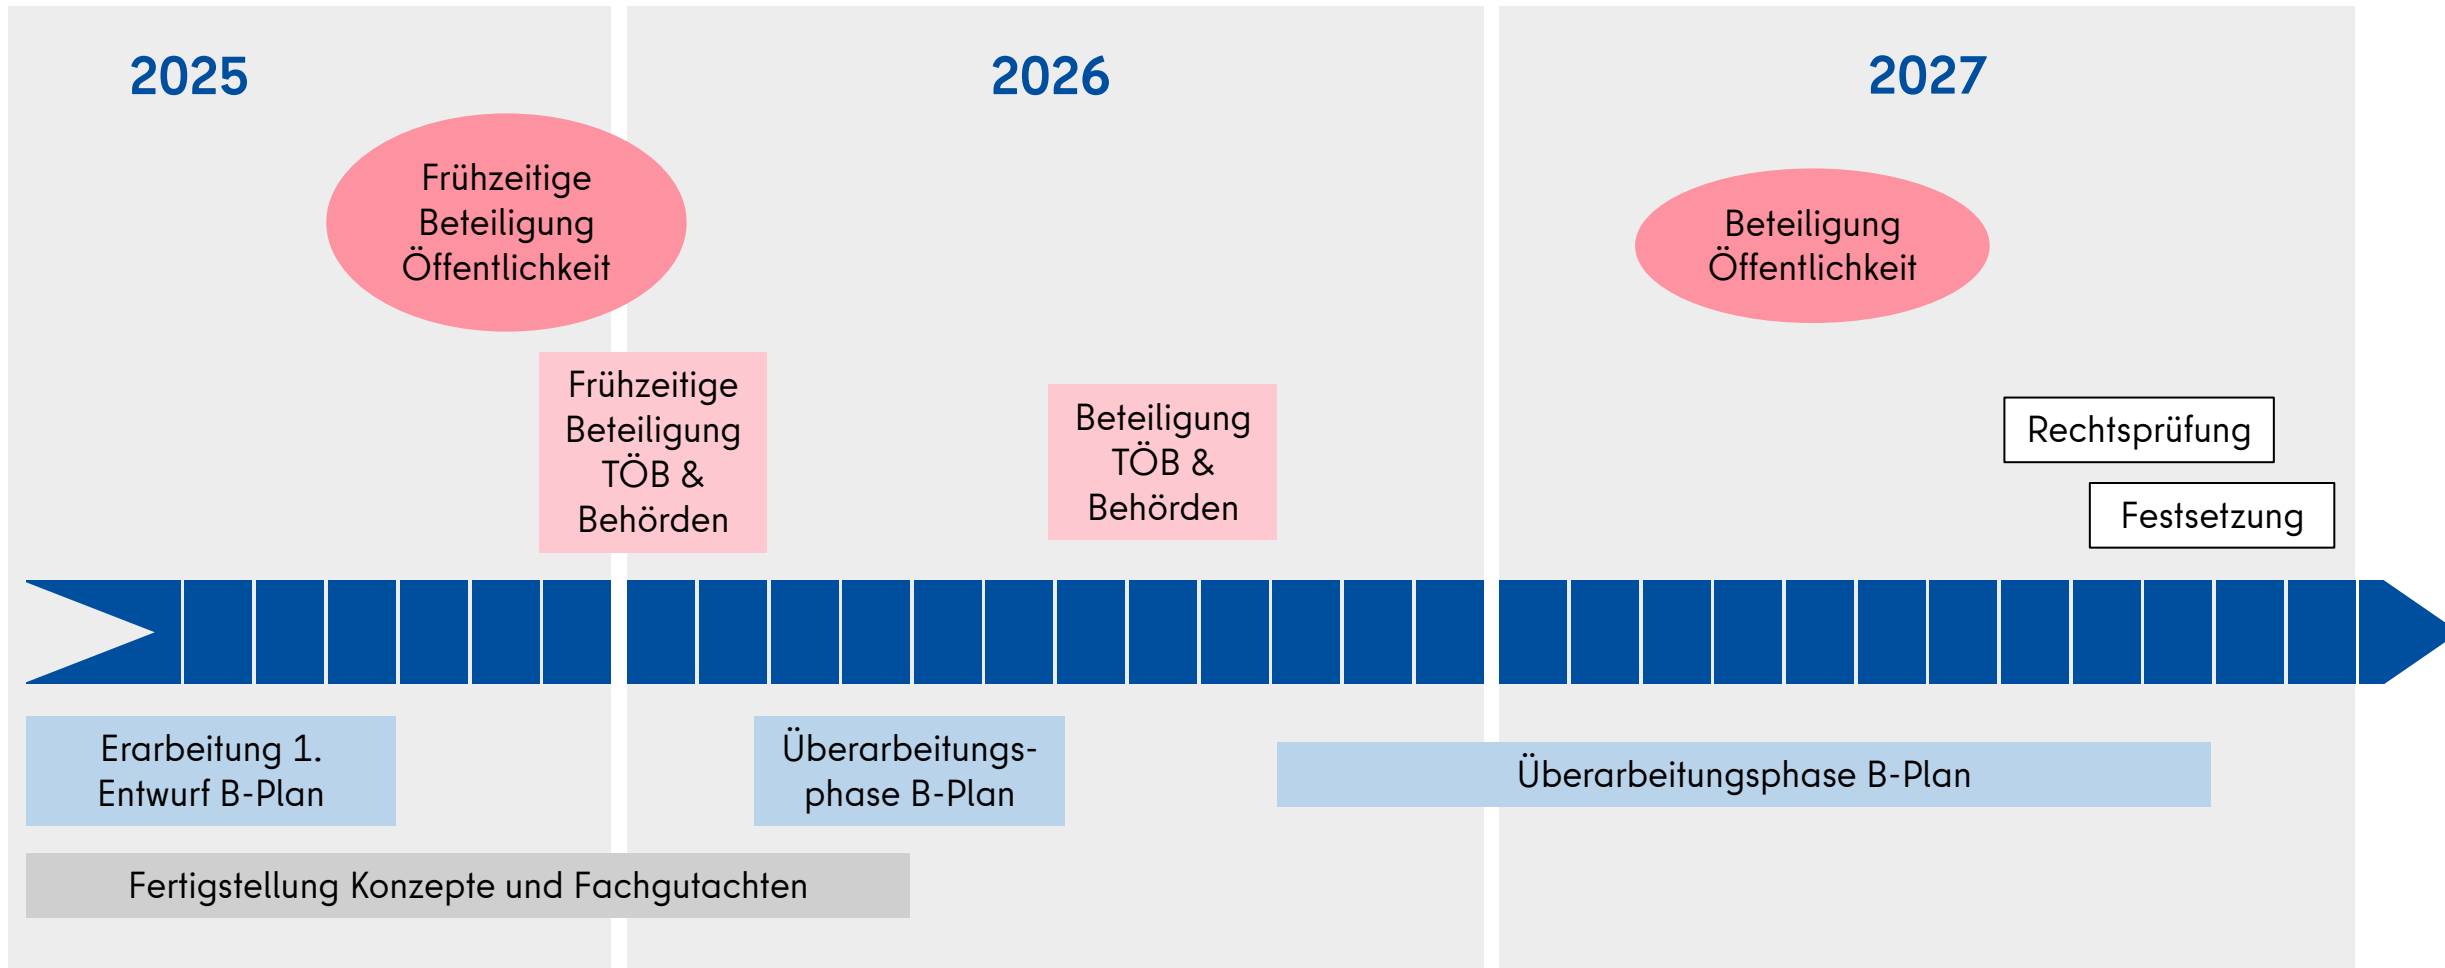 2025
2026
2027
Frühzeitige
Beteiligung
Öffentlichkeit
Beteiligung
Öffentlichkeit
Frühzeitige
Beteiligung
TÖB &
Behörden
Beteiligung
TÖB &
Behörden
Rechtsprüfung
Festsetzung
Erarbeitung 1.
Entwurf B-Plan
Überarbeitungs-
phase B-Plan
Überarbeitungsphase B-Plan
Fertigstellung Konzepte und Fachgutachten